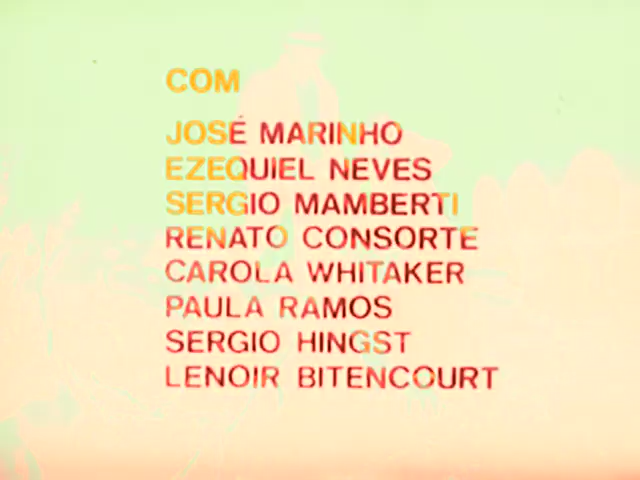 COM
JOSÉ MARINHO
EZEQUIEL NEVES
SERGIO MAMBERTI
RENATO CONSORTE
CAROLA WHITAKER
PAULA RAMOS
SERGIO HINGST
LENOIR BITENCOURT